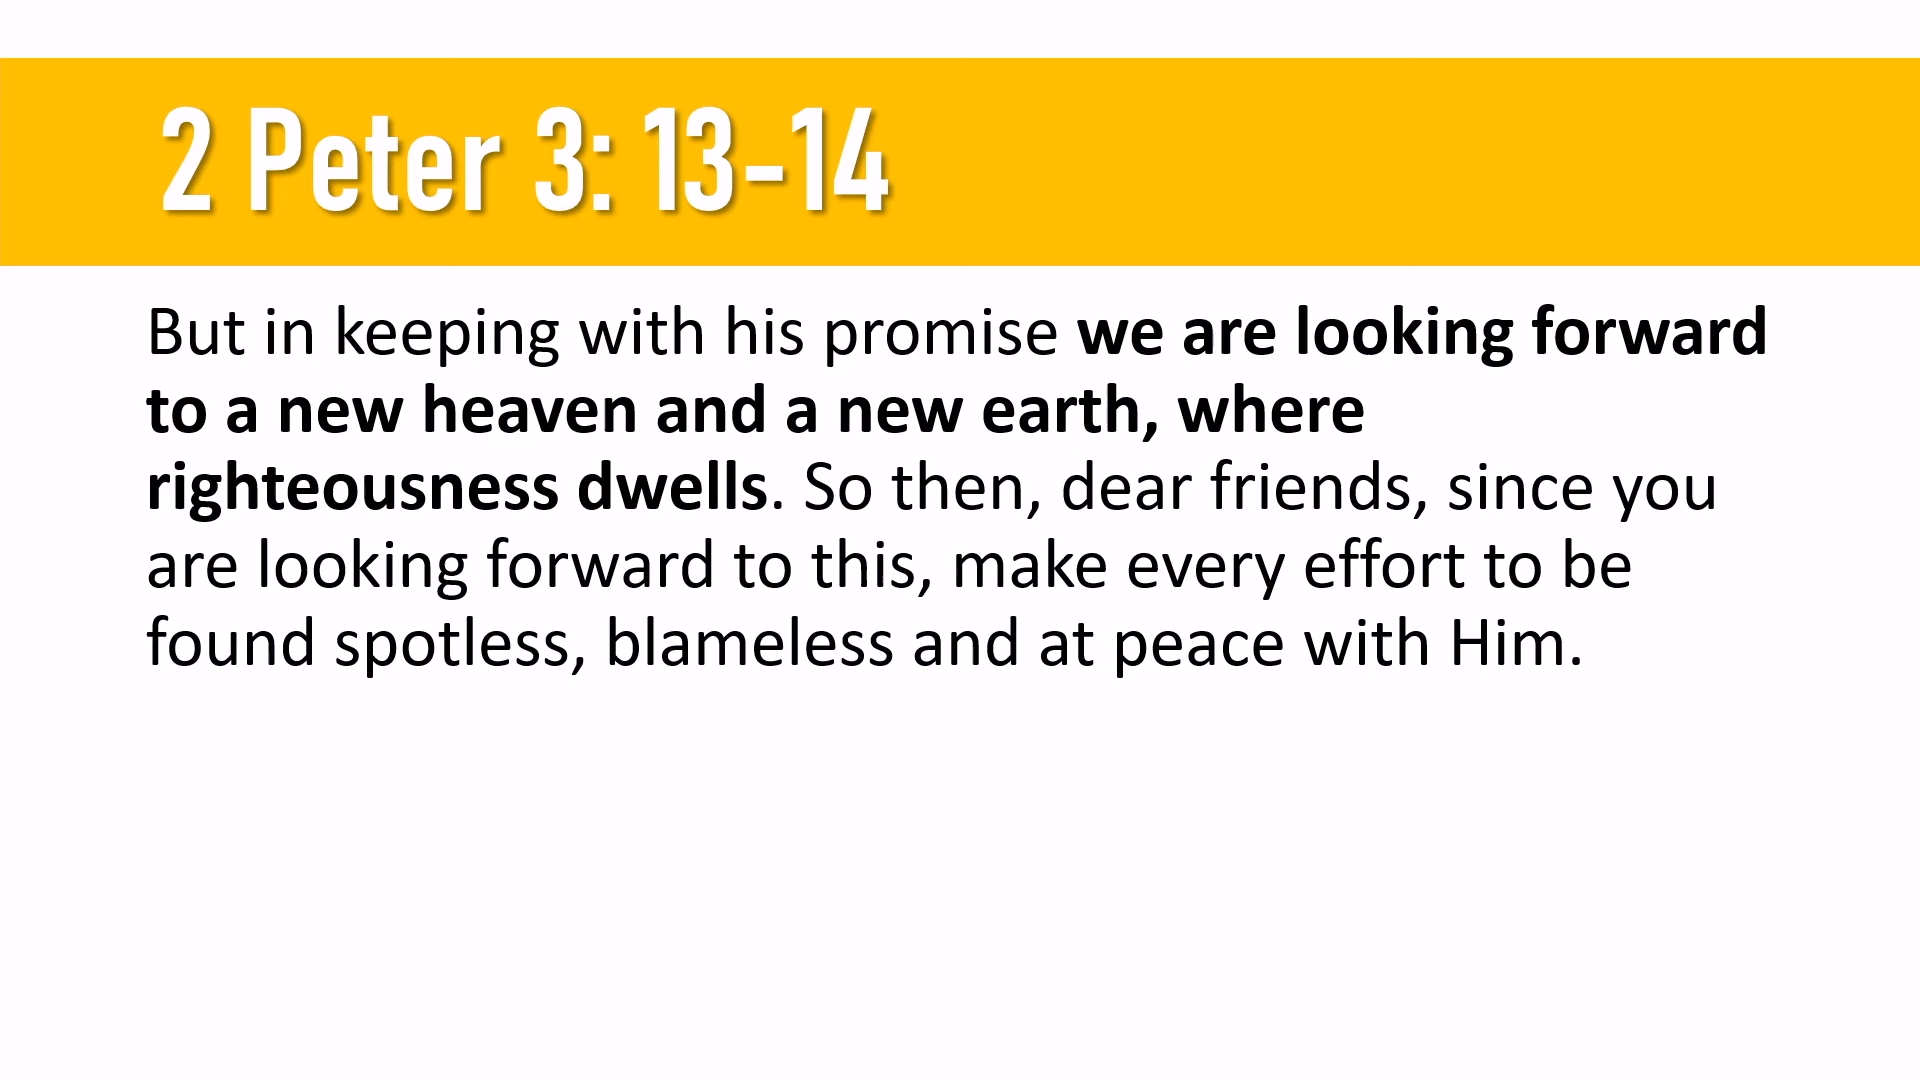 2 Peter 3: 13-14
But in keeping with his promise we are looking forward
to a new heaven and a new earth, where
righteousness dwells. So then, dear friends, since you
are looking forward to this, make every effort to be
found spotless, blameless and at peace with Him.